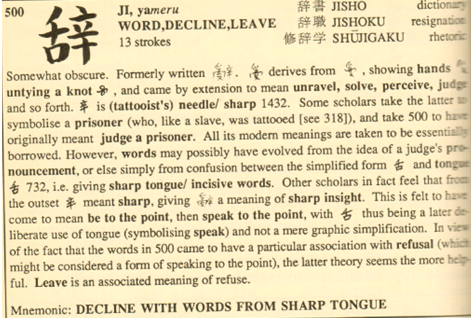 500 辞 JI, yameru 辞書 JISHO dictionary
WORD,DECLINE,LEAVE 辞職 JISHOKU resignation
13 strokes 修辞学 SHŪJIGAKU rhetoric
Somewhat obscure. Formerly written derives from , showing hands
untying a knot , and came by extension to mean unravel, solve, perceive, judge
and so forth. 辛 is (tattooist's) needle/ sharp 1432. Some scholars take the latter to
symbolise a prisoner (who, like a slave, was tattooed [see 318]), and take 500 to have
originally meant judge a prisoner. All its modern meanings are taken to be essentially
borrowed. However, words may possibly have evolved from the idea of a judge's pro-
nouncement, or else simply from confusion between the simplified form 舌 and tongue
舌 732, i.e. giving sharp tongue/ incisive words. Other scholars in fact feel that from
the outset 辛 meant sharp, giving a meaning of sharp insight. This is felt to have
come to mean be to the point, then speak to the point, with 舌 thus being a later de-
liberate use of tongue (symbolising speak) and not a mere graphic simplification. In view
of the fact that the words in 500 came to have a particular association with refusal (which
might be considered a form of speaking to the point), the latter theory seems the more help-
ful. Leave is an associated meaning of refuse.
Mnemonic: DECLINE WITH WORDS FROM SHARP TONGUE